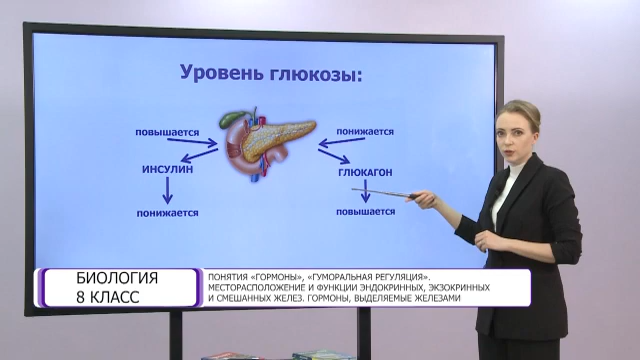 Уровень глюкозы:
повышается
понижается
ИНСУЛИН
ГЛЮКАГОН
понижается
повышается
БИОЛОГИЯ
8 КЛАСС
ПОНЯТИЯ «ГОРМОНЫ», «ГУМОРАЛЬНАЯ РЕГУЛЯЦИЯ».
МЕСТОРАСПОЛОЖЕНИЕ И ФУНКЦИИ ЭНДОКРИННЫХ, ЭКЗОКРИННЫХ
И СМЕШАННЫХ ЖЕЛЕЗ. ГОРМОНЫ, ВЫДЕЛЯЕМЫЕ ЖЕЛЕЗАМИ